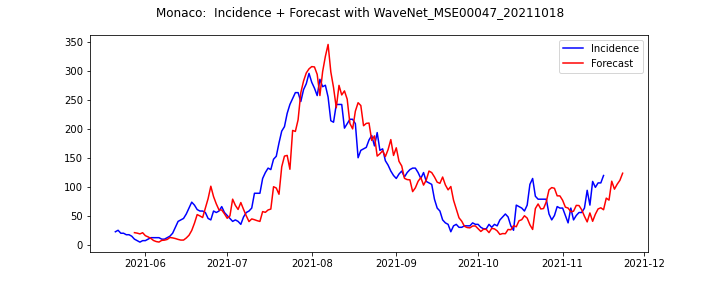 Monaco:  Incidence + Forecast with WaveNet_MSE00047_20211018
Incidence
Forecast
350
300
250
200
150
100
50
0
2021-06 2021-07 2021-08 2021-09 2021-10 2021-11 2021-12